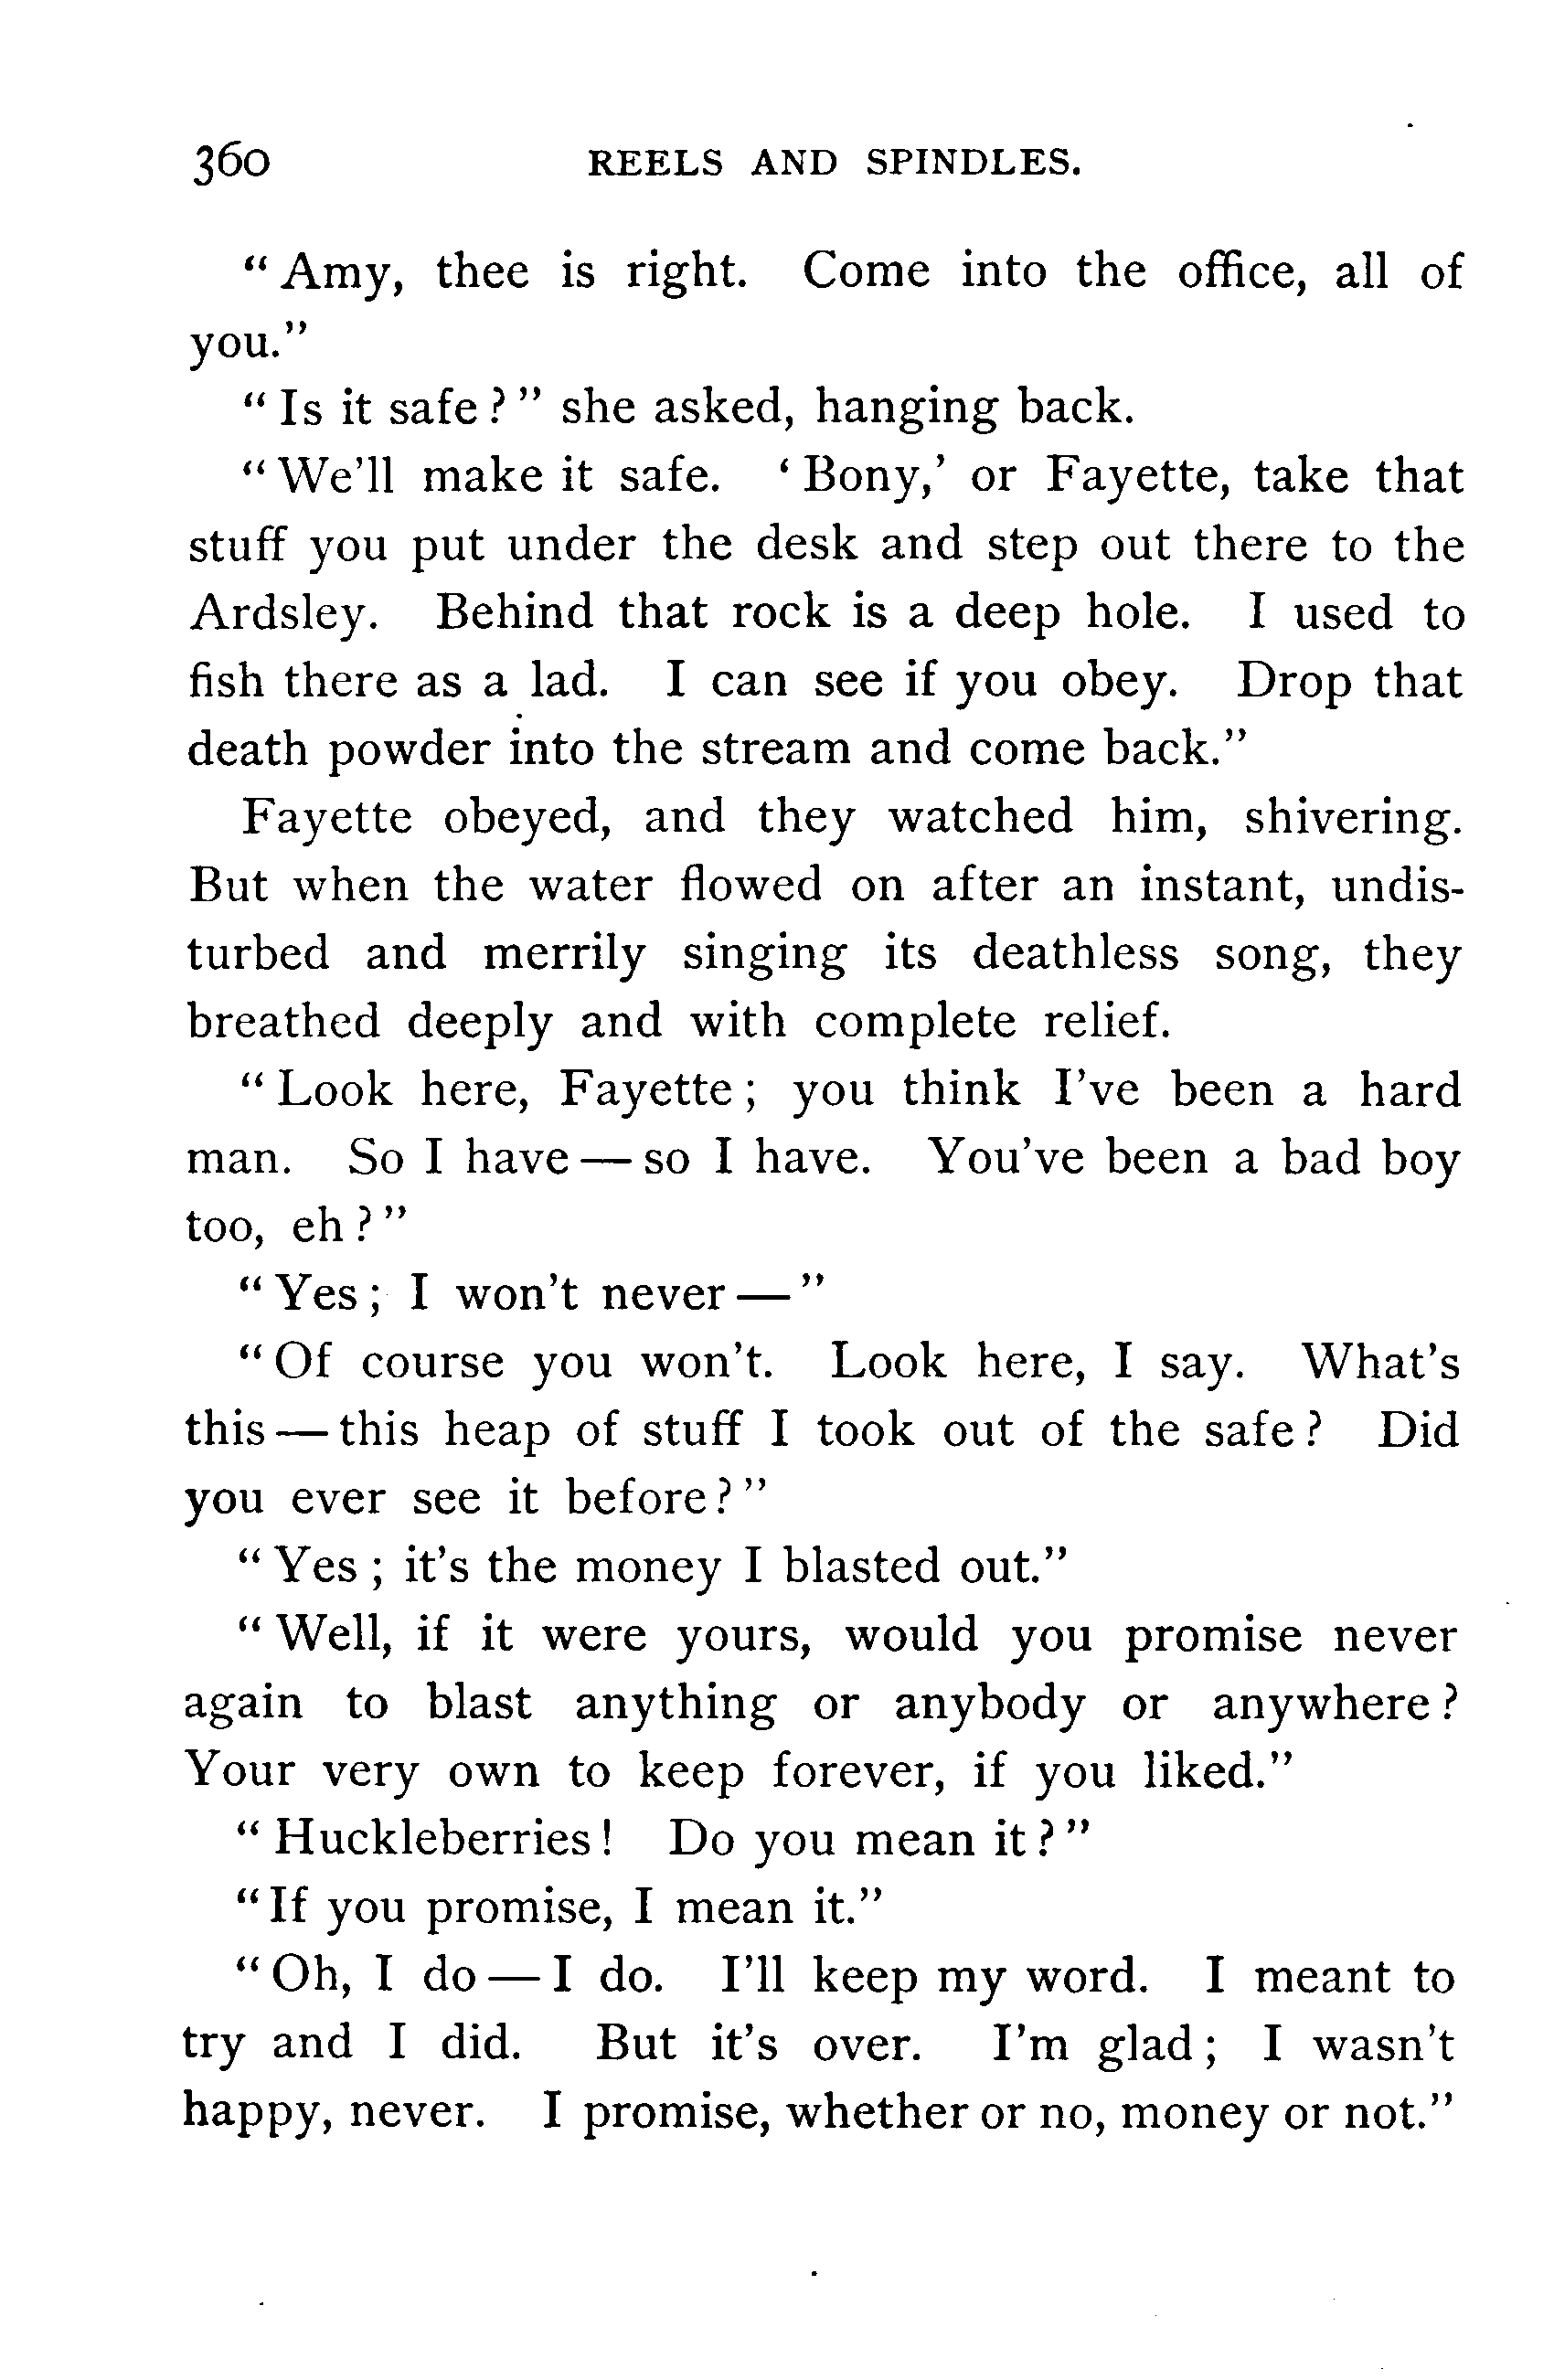 360 REELS AND SPINDLES.
“Amy, thee is right. Come into the office, all of
you.”
“Is it safe?” she asked, hanging back.
“We’ll make it safe. ‘Bony,’ or Fayette, take that
stuff you put under the desk and step out there to the
Ardsley. Behind that rock is a deep hole. I used to
fish there as a lad. I can see if you obey. Drop that
death powder into the stream and come back.”
Fayette obeyed, and they watched him, shivering.
But when the water flowed on after an instant, undis-
turbed and merrily singing its deathless song, they
breathed deeply and with complete relief.
“Look here, Fayette; you think I’ve been a hard
man. So I have — so I have. You’ve been a bad boy
too, eh?”
“Yes; I won’t never — ”
“Of course you won’t. Look here, I say. What’s
this — this heap of stuff I took out of the safe? Did
you ever see it before?”
“Yes; it’s the money I blasted out.”
“Well, if it were yours, would you promise never
again to blast anything or anybody or anywhere?
Your very own to keep forever, if you liked.”
“Huckleberries! Do you mean it?”
“If you promise, I mean it.”
“Oh, I do — I do. I’ll keep my word. I meant to
try and I did. But it’s over. I’m glad; I wasn’t
happy, never. I promise, whether or no, money or not.”